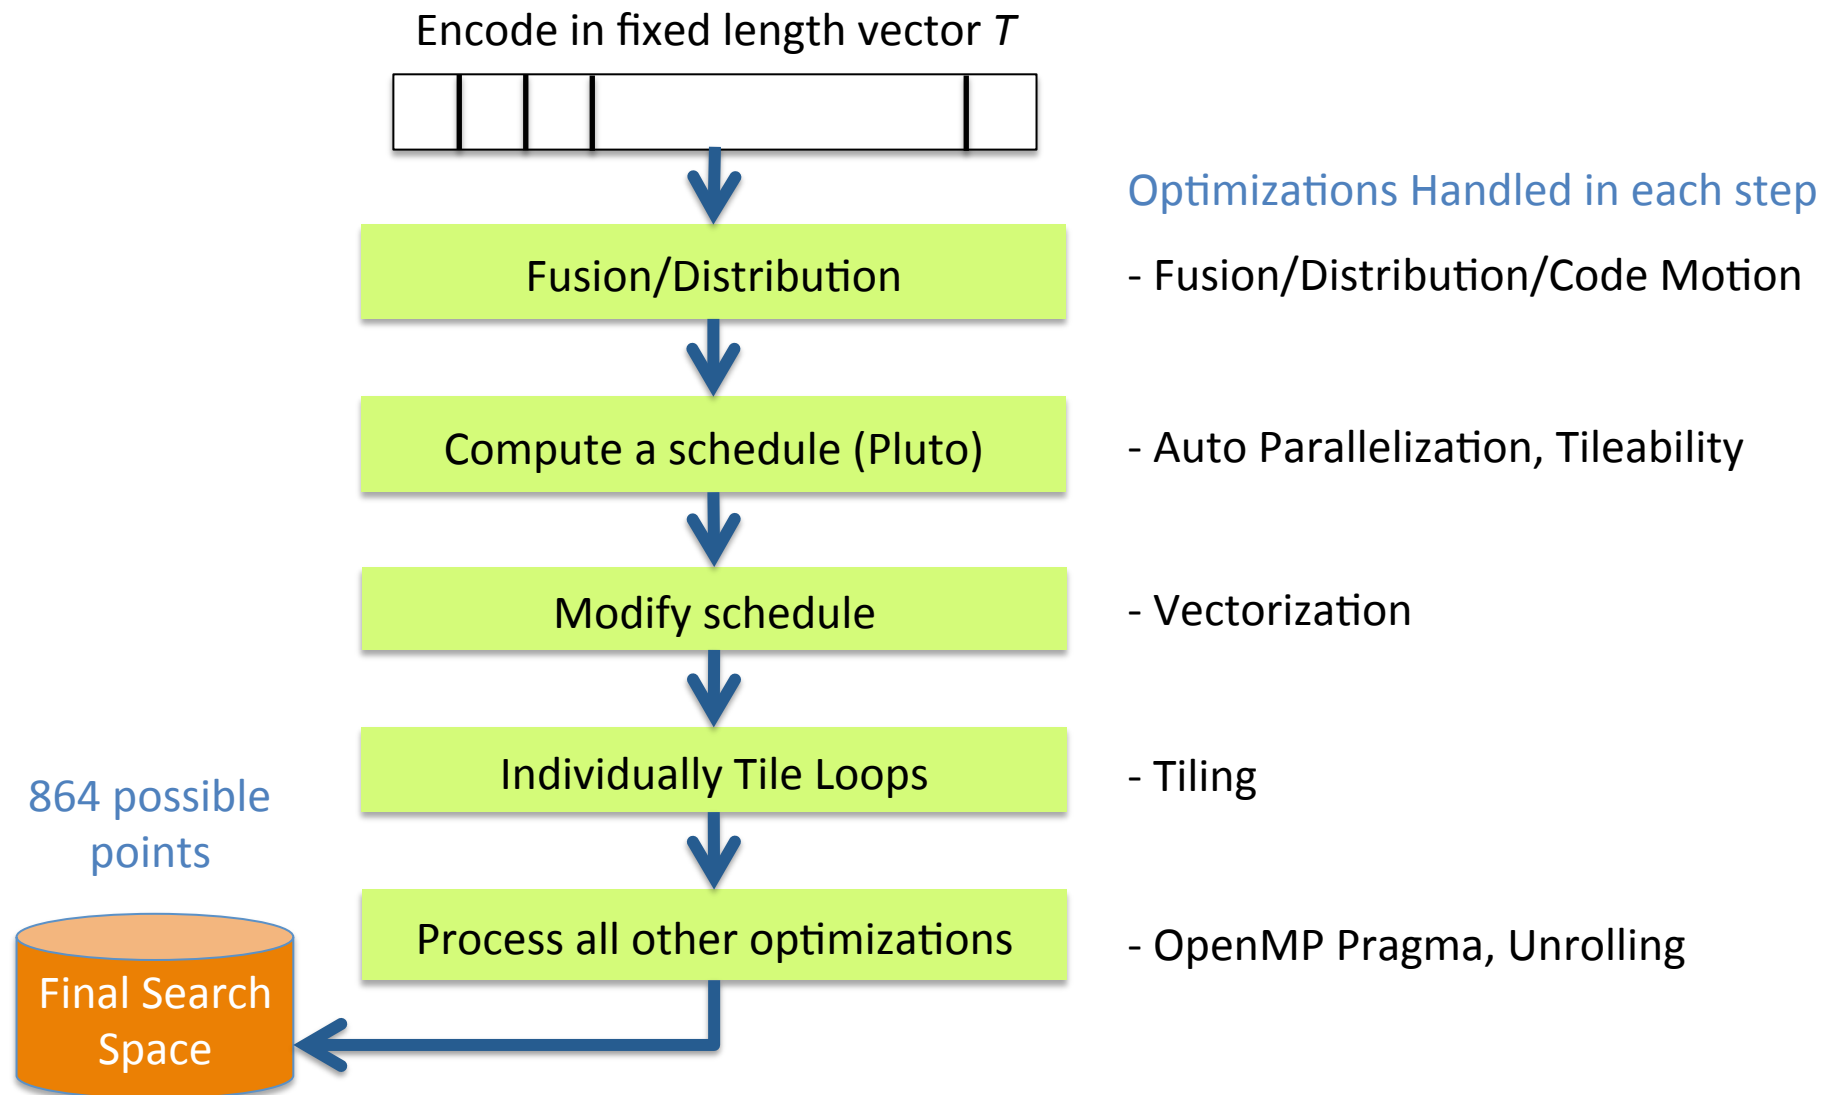 Encode in fixed length vector T
Optimizations Handled in each step
Fusion/Distribution
- Fusion/Distribution/Code Motion
Compute a schedule (Pluto)
- Auto Parallelization, Tileability
Modify schedule
- Vectorization
Individually Tile Loops
- Tiling
864 possible
points
Process all other optimizations
- OpenMP Pragma, Unrolling
Final Search
Space